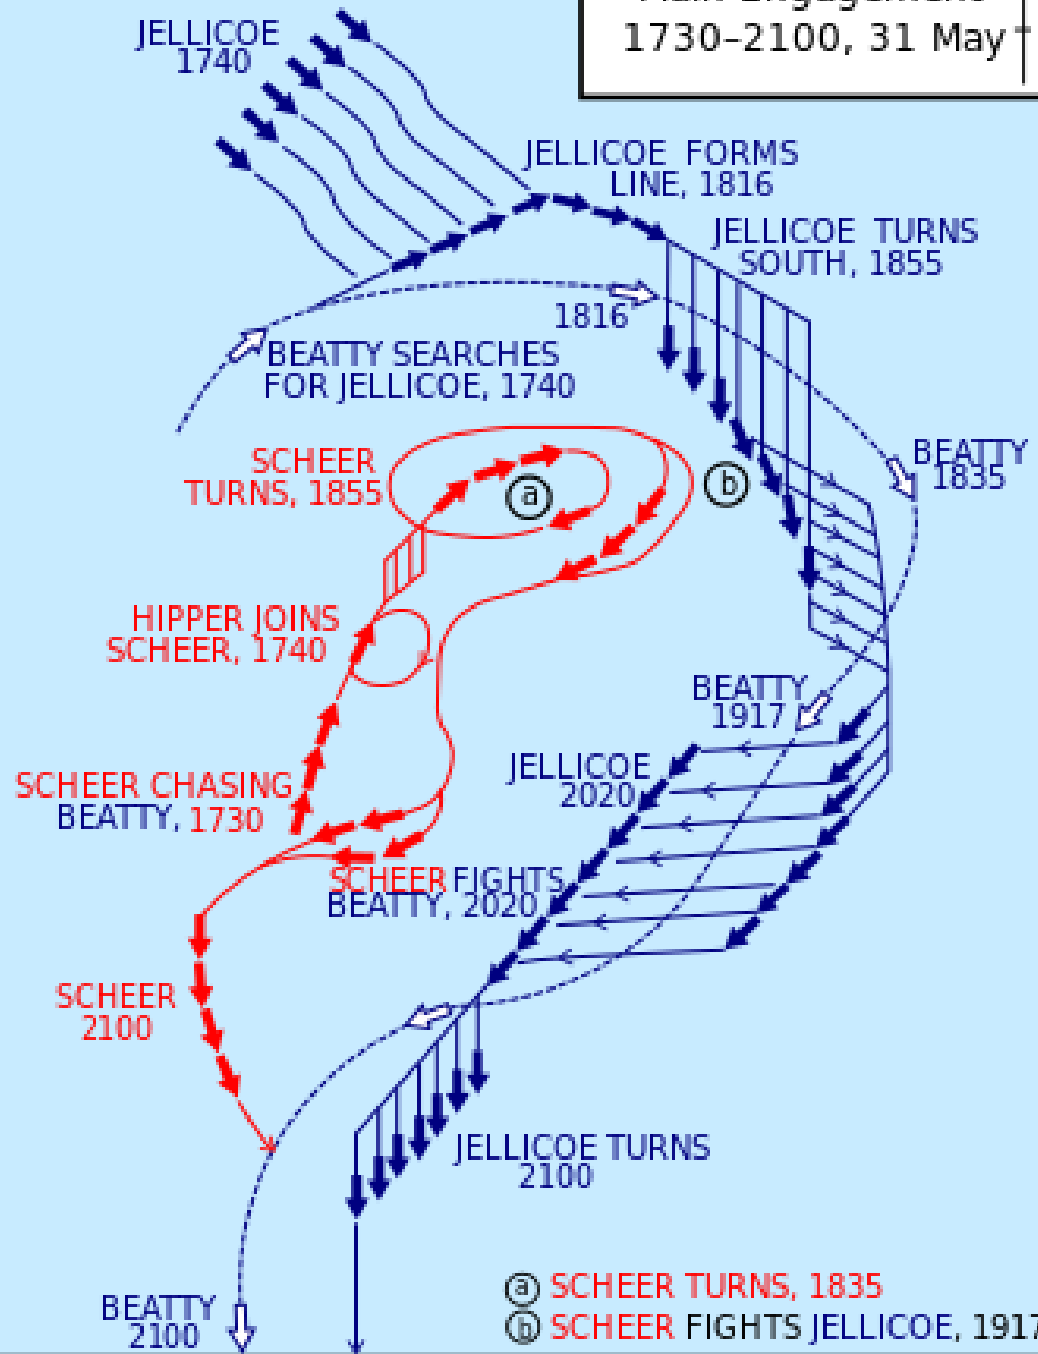 1730–2100, 31 May
JELLICOE
1740
JELLICOE FORMS
LINE, 1816
JELLICOE TURNS
SOUTH, 1855
1816
BEATTY SEARCHES
FOR JELLICOE, 1740
BEATTY
1835
SCHEER
TURNS, 1855
a
b
HIPPER JOINS
SCHEER, 1740
BEATTY
1917
JELLICOE
2020
SCHEER CHASING
BEATTY, 1730
SCHEER FIGHTS
BEATTY, 2020
SCHEER
2100
JELLICOE TURNS
2100
BEATTY
2100
a SCHEER TURNS, 1835
b SCHEER FIGHTS JELLICOE, 1917